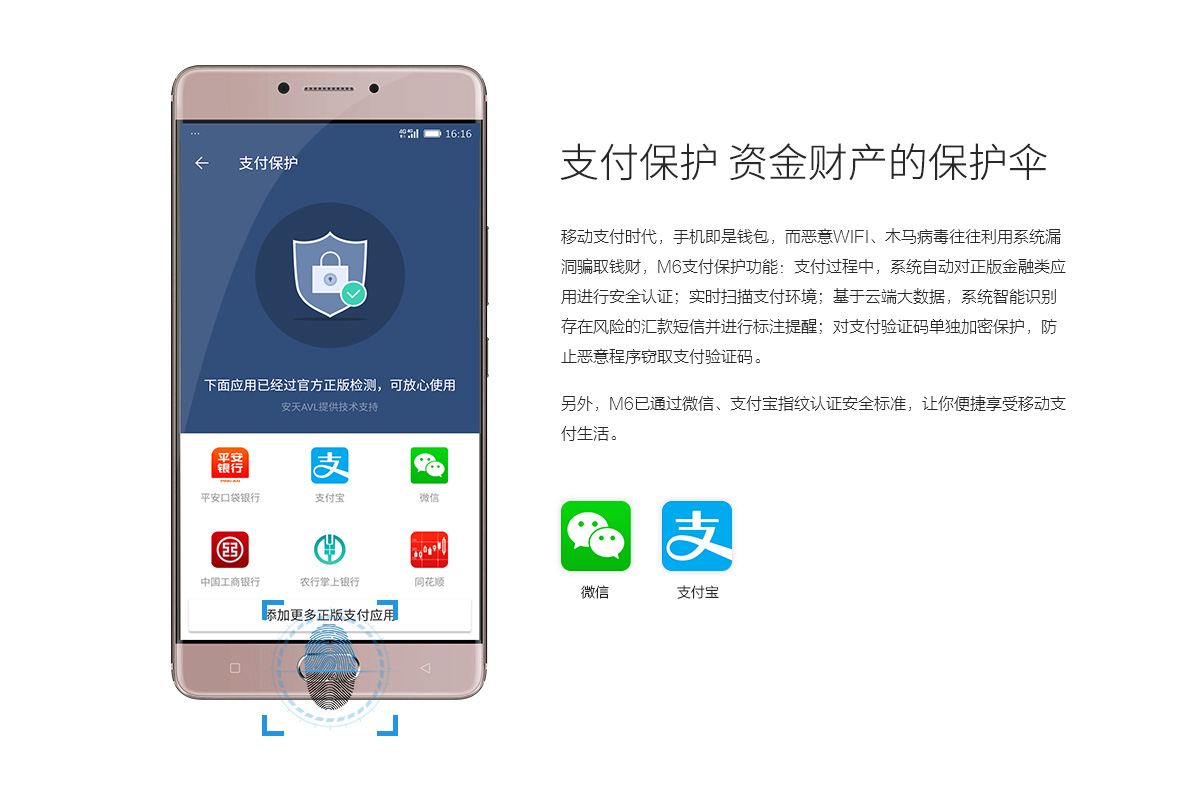 ... 4G 16:16
支付保护
下面应用已经过官方正版检测，可放心使用
安天AVL提供技术支持
平安
银行
PINGAN
支
平安口袋银行 支付宝 微信
中国工商银行 农行掌上银行 同花顺
添加更多正版支付应用
支付保护 资金财产的保护伞
移动支付时代，手机即是钱包，而恶意WIFI、木马病毒往往利用系统漏
洞骗取钱财，M6支付保护功能：支付过程中，系统自动对正版金融类应
用进行安全认证；实时扫描支付环境；基于云端大数据，系统智能识别
存在风险的汇款短信并进行标注提醒；对支付验证码单独加密保护，防
止恶意程序窃取支付验证码。
另外，M6已通过微信、支付宝指纹认证安全标准，让你便捷享受移动支
付生活。
支
微信 支付宝